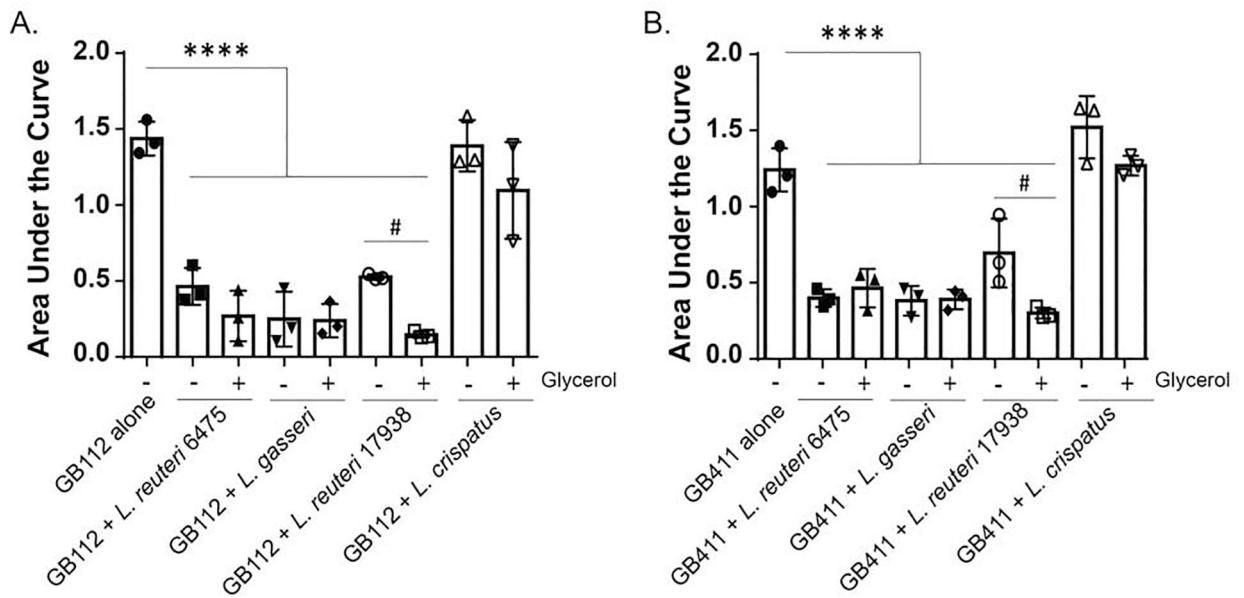 A.
Area Under the Curve
2.0
1.5
1.0
0.5
0.0
****
#
- - + - + - + - + Glycerol
GB112 alone
GB112 + L. reuteri 6475
GB112 + L. gasseri
GB112 + L. reuteri 17938
GB112 + L. crispatus
B.
Area Under the Curve
2.0
1.5
1.0
0.5
0.0
****
#
- - + - + - + - + Glycerol
GB411 alone
GB411 + L. reuteri 6475
GB411 + L. gasseri
GB411 + L. reuteri 17938
GB411 + L. crispatus